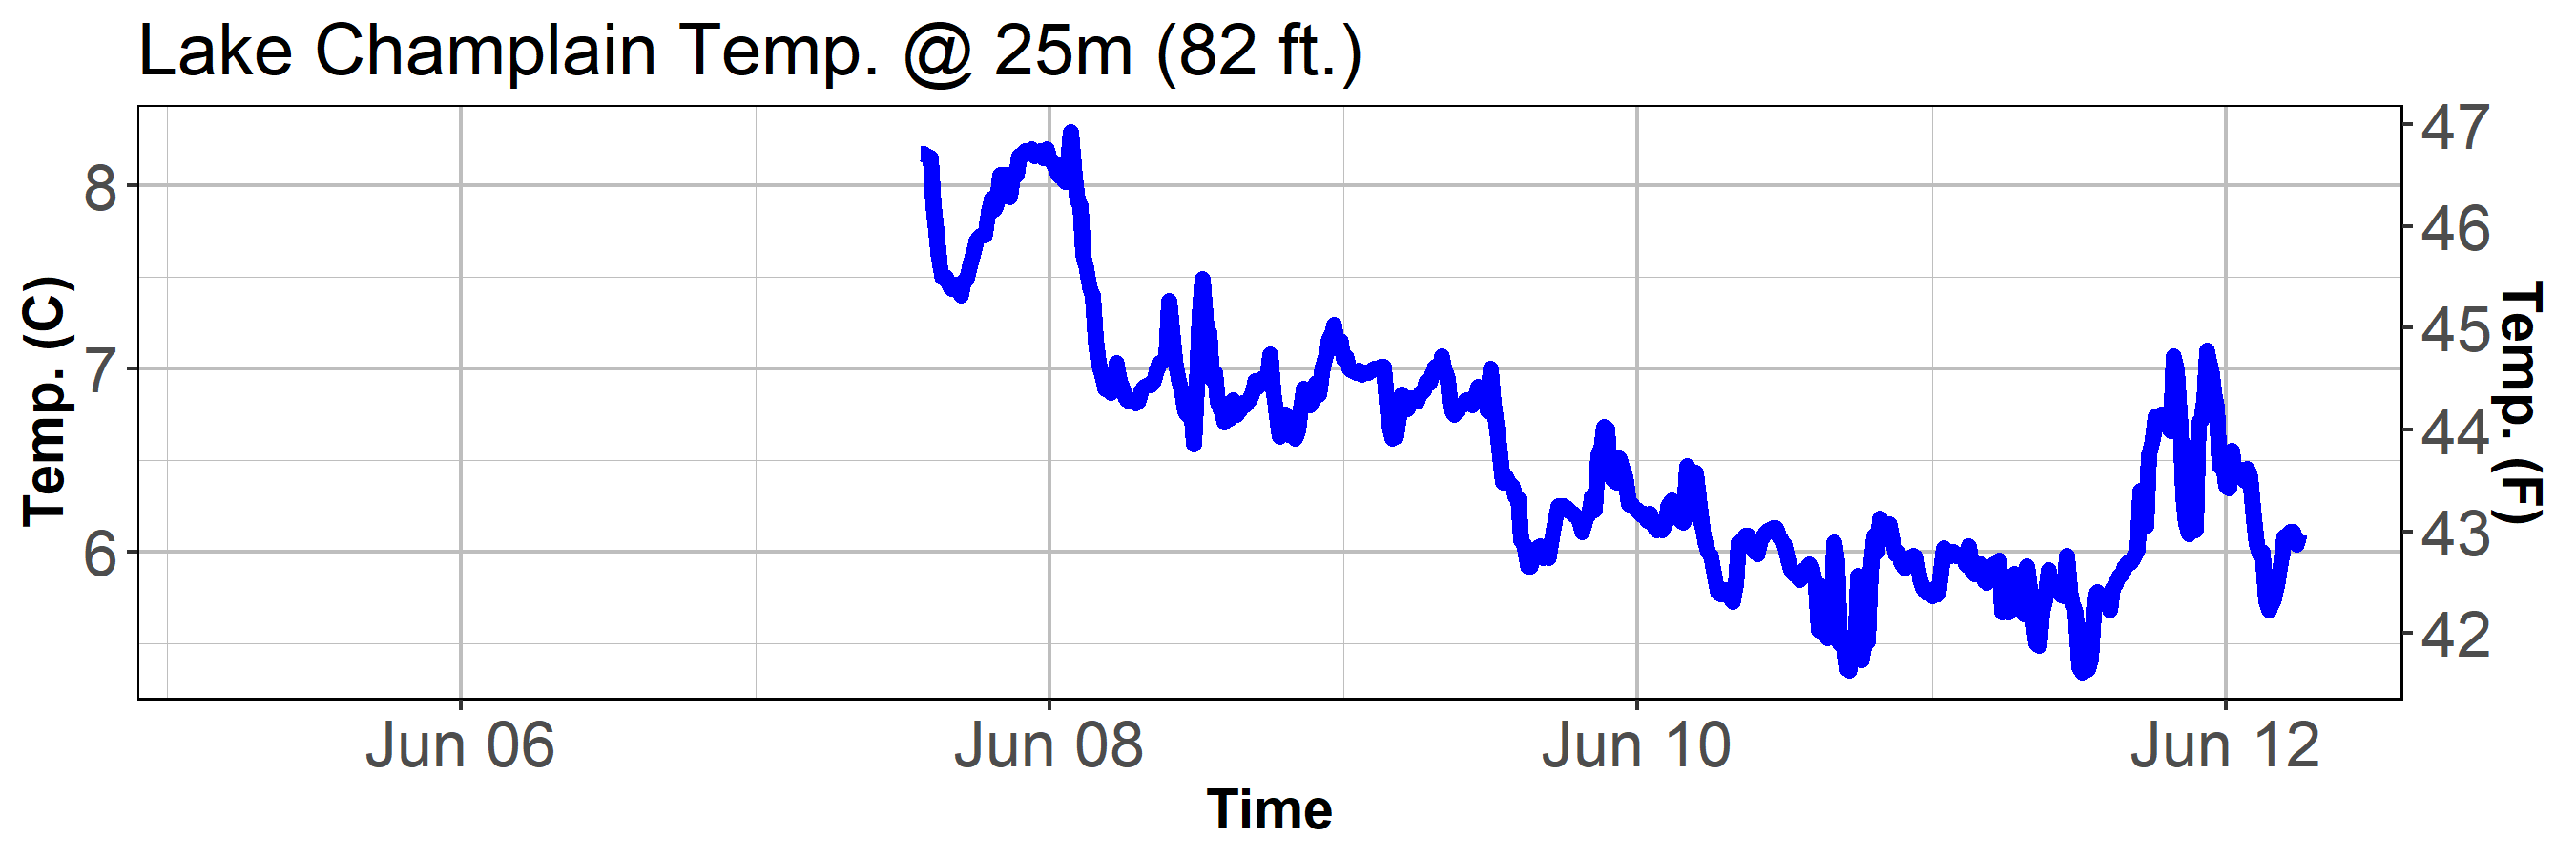 Lake Champlain Temp. @ 25m (82 ft.)
Temp. (C)
8
7
6
47
46
45
44
43
42
Temp. (F)
Jun 06
Jun 08
Jun 10
Jun 12
Time